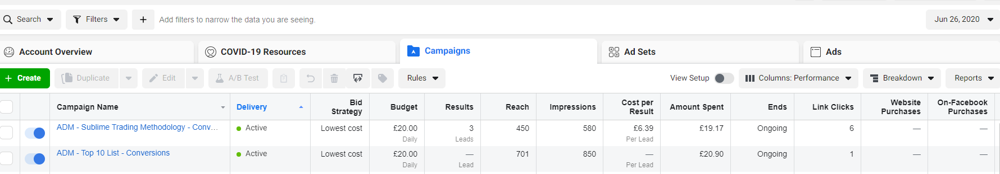 Search Filters + Add filters to narrow the data you are seeing. Jun 26, 2020
Account Overview COVID-19 Resources Campaigns Ad Sets Ads
+ Create Duplicate Edit A/B Test Rules View Setup Columns: Performance Breakdown Reports
Campaign Name Delivery Bid Strategy Budget Results Reach Impressions Cost per Result Amount Spent Ends Link Clicks Website Purchases On-Facebook Purchases
ADM - Sublime Trading Methodology - Conv... Active Lowest cost £20.00 3 450 580 £6.39 £19.17 Ongoing 6 — —
Daily Leads Per Lead
ADM - Top 10 List - Conversions Active Lowest cost £20.00 — 701 850 — £20.90 Ongoing 1 — —
Daily Lead Per Lead